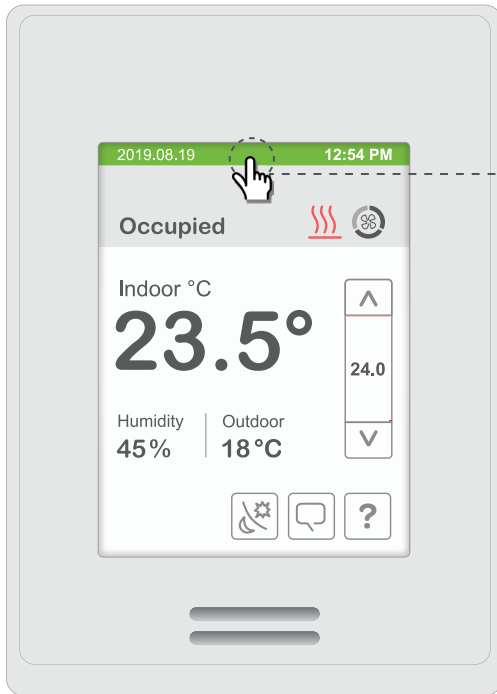 2019.08.19 12:54 PM
Occupied
Indoor °C
23.5°
24.0
Humidity Outdoor
45% 18°C
?